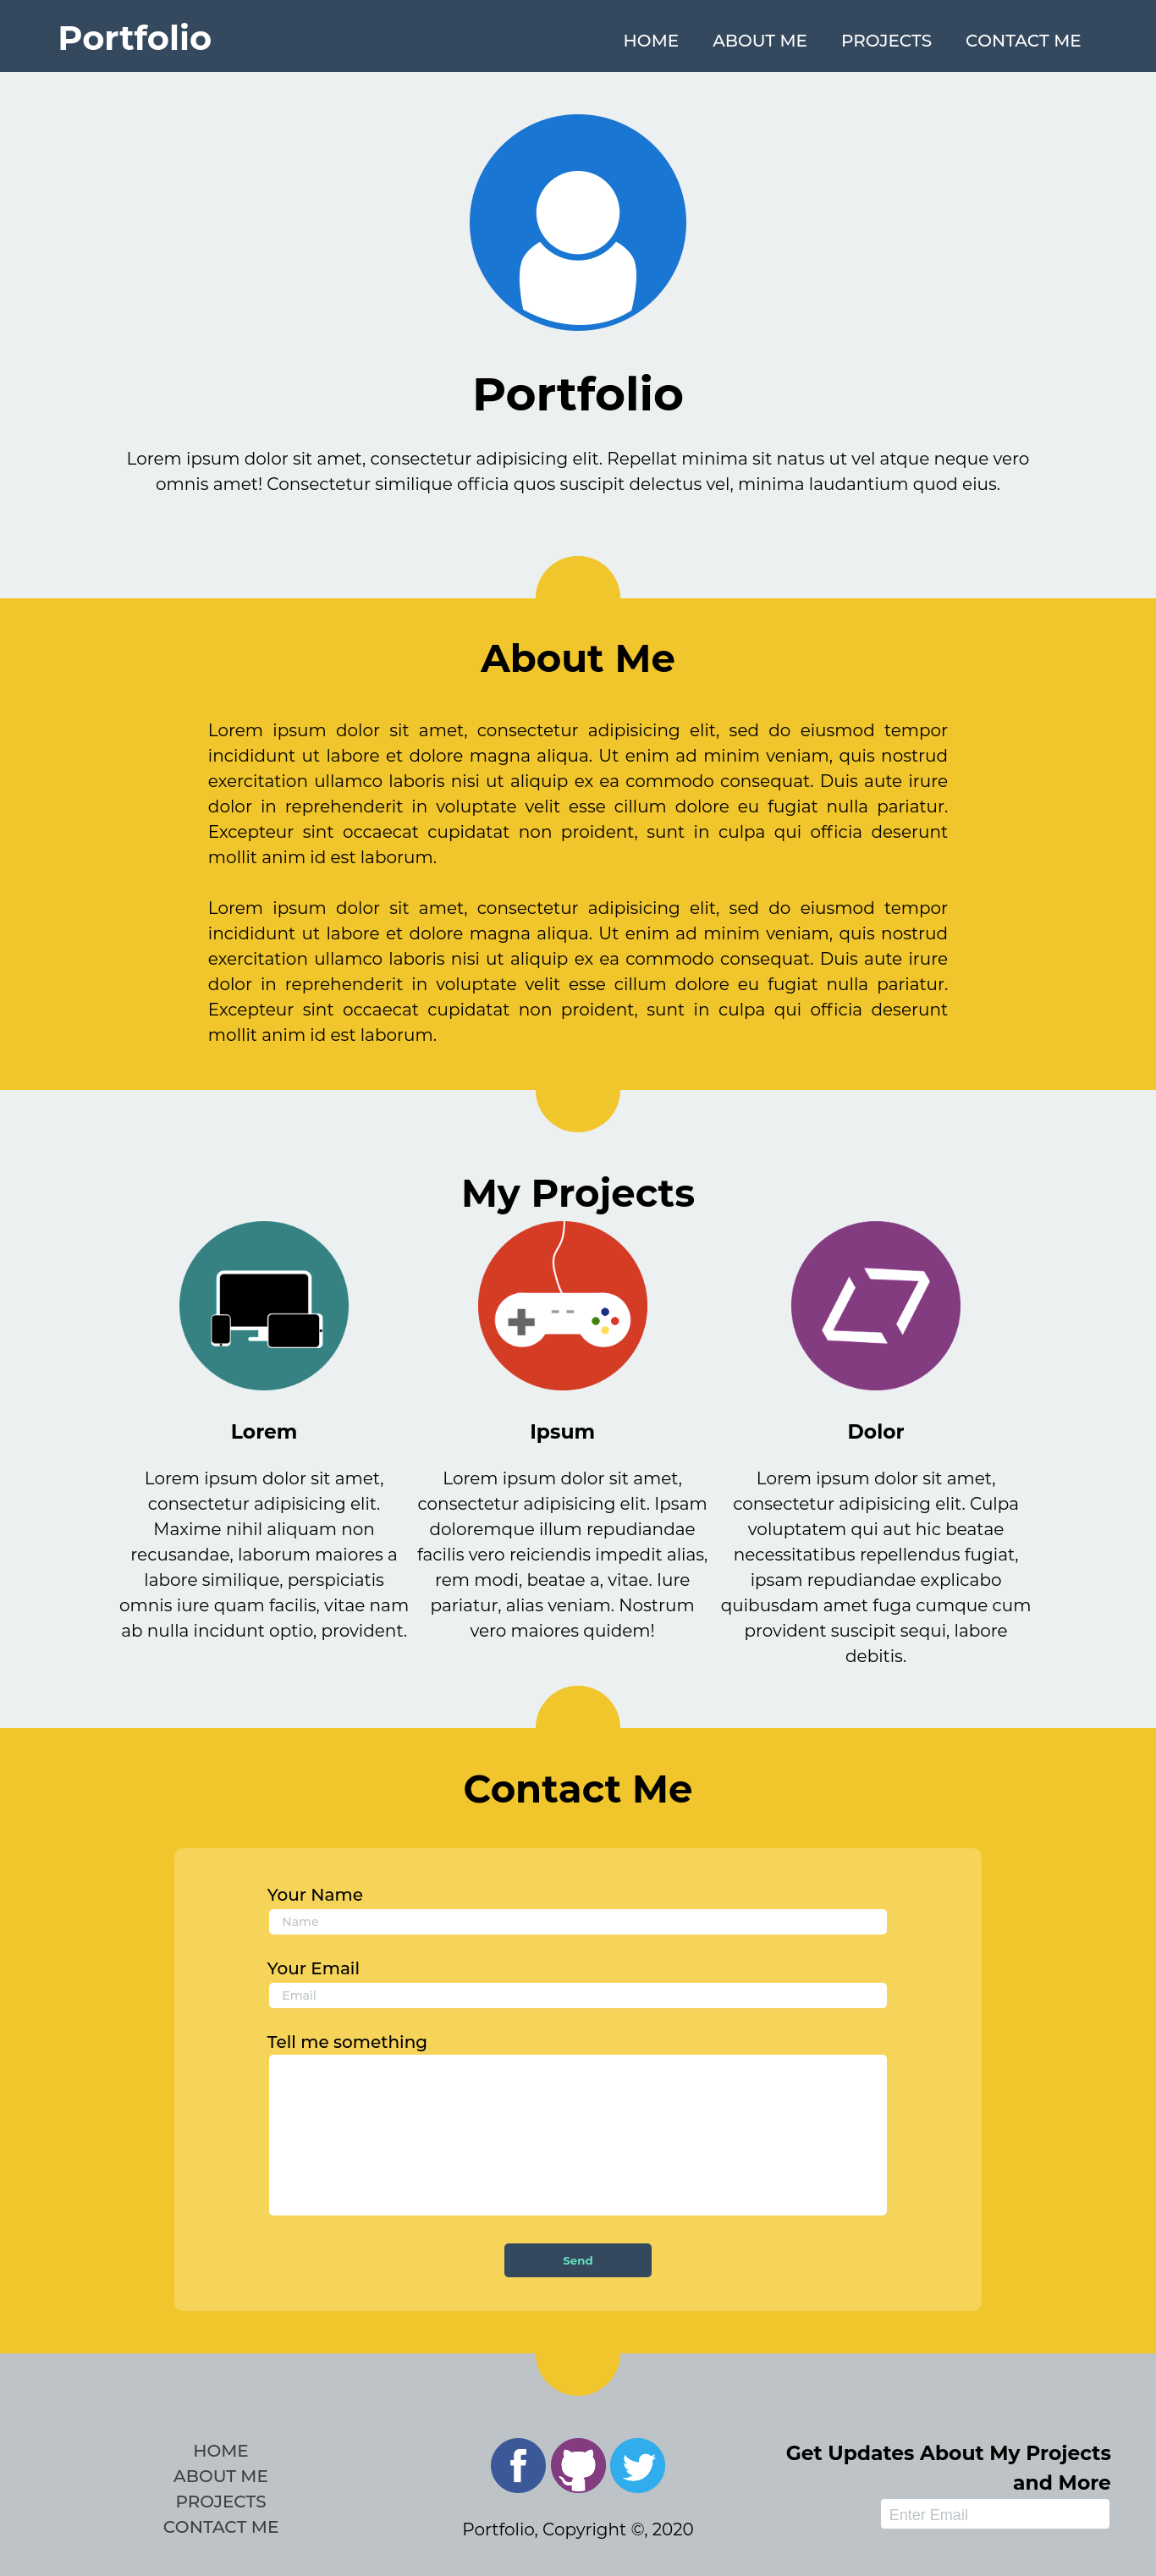 Portfolio
HOME
ABOUT ME
PROJECTS
CONTACT ME
Portfolio
Lorem ipsum dolor sit amet, consectetur adipisicing elit. Repellat minima sit natus ut vel atque neque vero
omnis amet! Consectetur similique officia quos suscipit delectus vel, minima laudantium quod eius.
About Me
Lorem ipsum dolor sit amet, consectetur adipisicing elit, sed do eiusmod tempor
incididunt ut labore et dolore magna aliqua. Ut enim ad minim veniam, quis nostrud
exercitation ullamco laboris nisi ut aliquip ex ea commodo consequat. Duis aute irure
dolor in reprehenderit in voluptate velit esse cillum dolore eu fugiat nulla pariatur.
Excepteur sint occaecat cupidatat non proident, sunt in culpa qui officia deserunt
mollit anim id est laborum.
Lorem ipsum dolor sit amet, consectetur adipisicing elit, sed do eiusmod tempor
incididunt ut labore et dolore magna aliqua. Ut enim ad minim veniam, quis nostrud
exercitation ullamco laboris nisi ut aliquip ex ea commodo consequat. Duis aute irure
dolor in reprehenderit in voluptate velit esse cillum dolore eu fugiat nulla pariatur.
Excepteur sint occaecat cupidatat non proident, sunt in culpa qui officia deserunt
mollit anim id est laborum.
My Projects
Lorem
Lorem ipsum dolor sit amet,
consectetur adipisicing elit.
Maxime nihil aliquam non
recusandae, laborum maiores a
labore similique, perspiciatis
omnis iure quam facilis, vitae nam
ab nulla incidunt optio, provident.
Ipsum
Lorem ipsum dolor sit amet,
consectetur adipisicing elit. Ipsam
doloremque illum repudiandae
facilis vero reiciendis impedit alias,
rem modi, beatae a, vitae. Iure
pariatur, alias veniam. Nostrum
vero maiores quidem!
Dolor
Lorem ipsum dolor sit amet,
consectetur adipisicing elit. Culpa
voluptatem qui aut hic beatae
necessitatibus repellendus fugiat,
ipsam repudiandae explicabo
quibusdam amet fuga cumque cum
provident suscipit sequi, labore
debitis.
Contact Me
Your Name
Name
Your Email
Email
Tell me something
Send
HOME
ABOUT ME
PROJECTS
CONTACT ME
Portfolio, Copyright ©, 2020
Get Updates About My Projects
and More
Enter Email